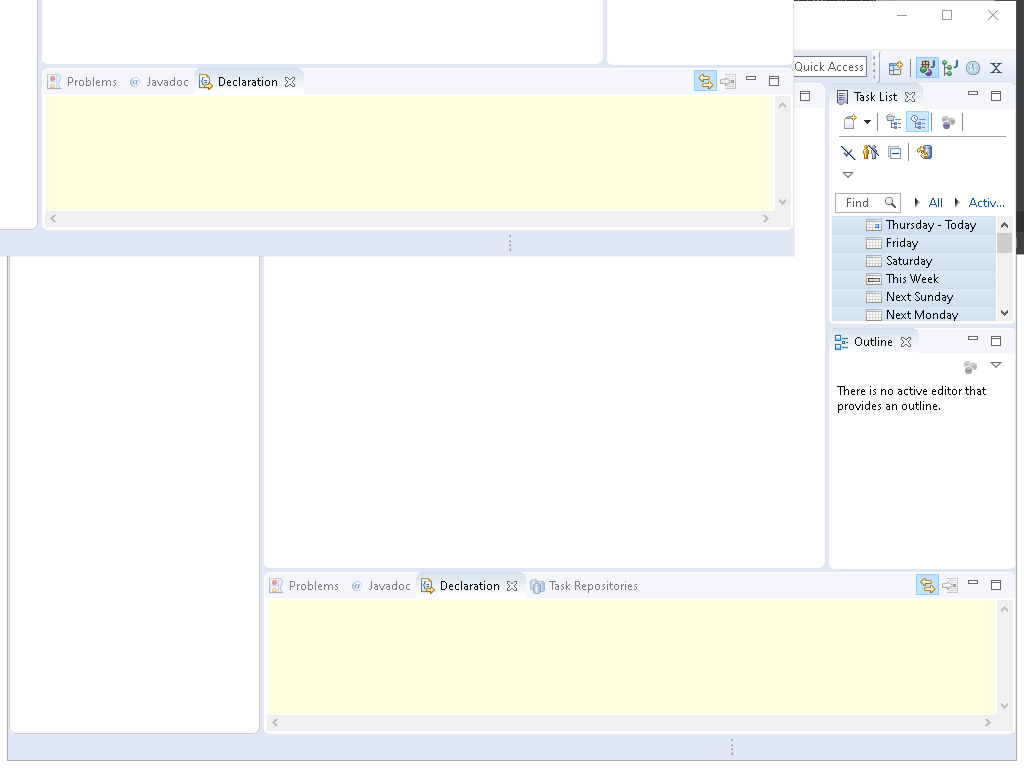 Problems @ Javadoc Declaration
Quick Access
Task List
Find All Activ...
Thursday - Today
Friday
Saturday
This Week
Next Sunday
Next Monday
Outline
There is no active editor that
provides an outline.
Problems @ Javadoc Declaration Task Repositories